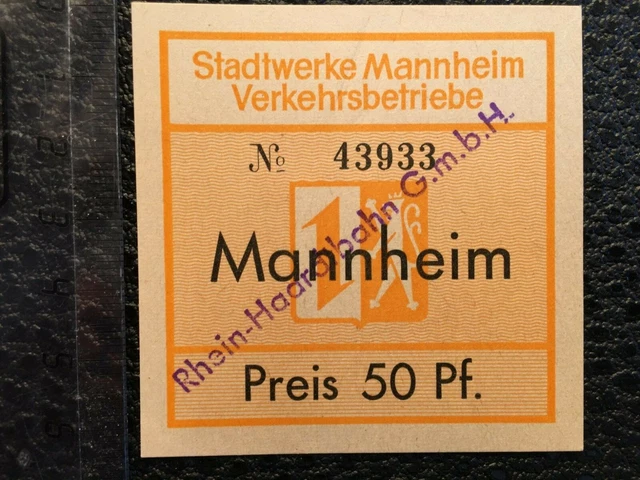 Stadtwerke Mannheim
Verkehrsbetriebe
№ 43933
Mannheim
Rhein-Haardtbahn G.m.b.H.
Preis 50 Pf.